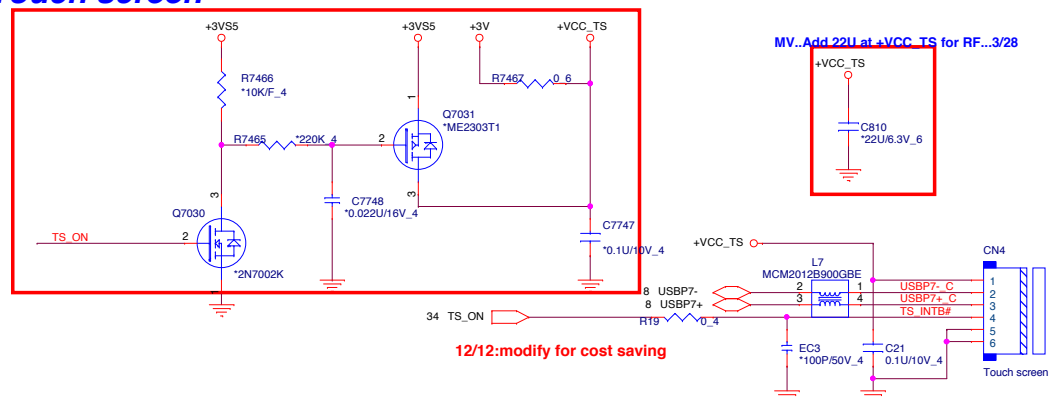 Touch Screen
+3VS5
+3VS5
+3V
+VCC_TS
MV..Add 22U at +VCC_TS for RF...3/28
+VCC_TS
R7466
*10K/F_4
R7467
0_6
1
Q7031
*ME2303T1
C810
*22U/6.3V_6
R7465
*220K_4
2
3
3
C7748
*0.022U/16V_4
Q7030
TS_ON
2
*2N7002K
1
C7747
*0.1U/10V_4
+VCC_TS
CN4
L7
MCM2012B900GBE
8 USBP7-
2
1
USBP7-_C
8 USBP7+
3
4
USBP7+_C
34 TS_ON
R19
0_4
TS_INTB#
1
2
3
4
5
6
12/12:modify for cost saving
EC3
*100P/50V_4
C21
0.1U/10V_4
Touch screen